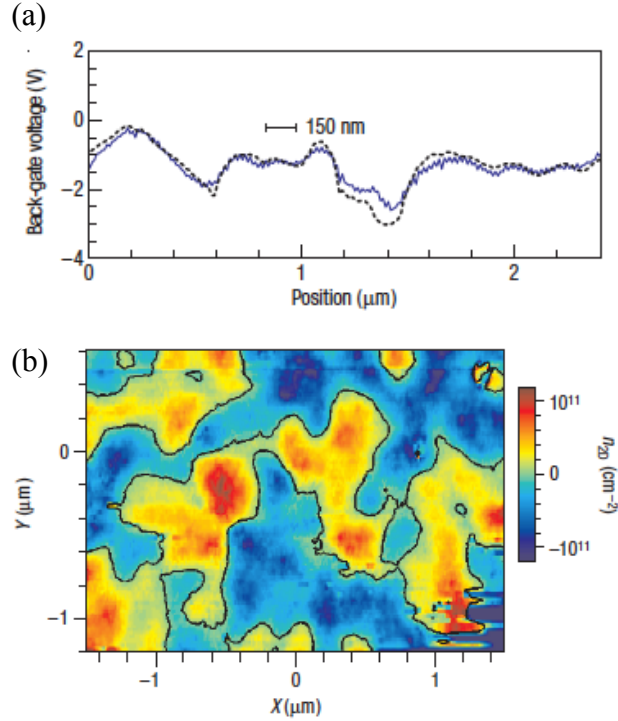 (a)
2
0
−2
−4
Back-gate voltage (V)
150 nm
0
1
2
Position (μm)
(b)
0
−1
Y (μm)
−1
0
1
X (μm)
10¹¹
0
−10¹¹
n₂D (cm⁻²)